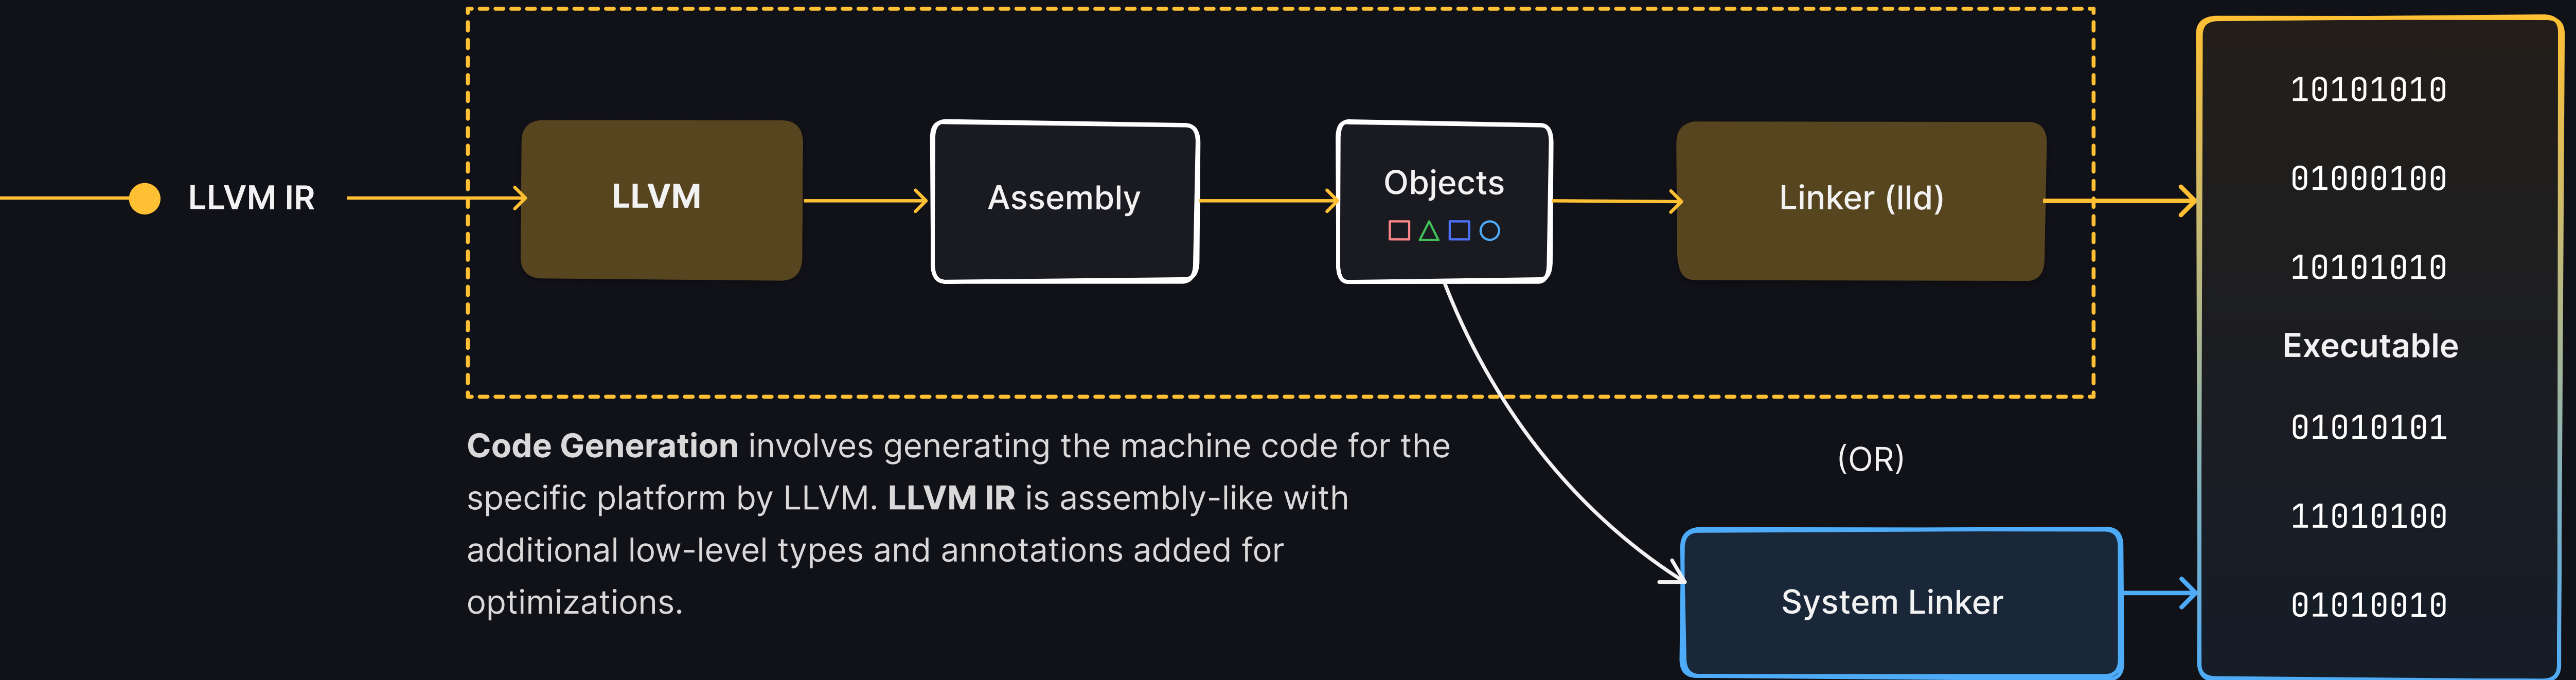 LLVM IR
LLVM
Assembly
Objects
Linker (lld)
10101010
01000100
10101010
Executable
01010101
11010100
01010010
Code Generation involves generating the machine code for the
specific platform by LLVM. LLVM IR is assembly-like with
additional low-level types and annotations added for
optimizations.
(OR)
System Linker